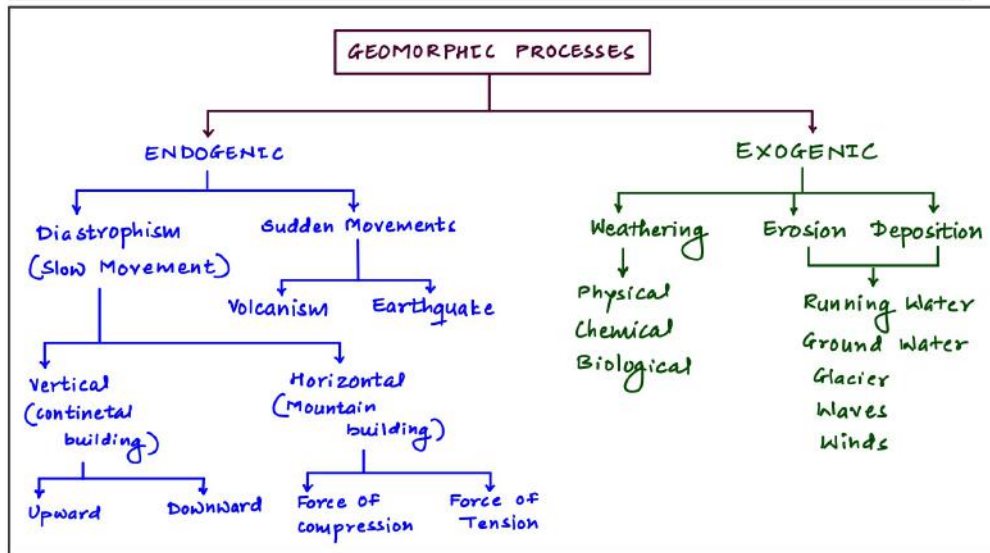 GEOMORPHIC PROCESSES
ENDOGENIC
EXOGENIC
Diastrophism
(Slow Movement)
Sudden Movements
Volcanism
Earthquake
Vertical
(continetal
building)
Horizontal
(Mountain
building)
Upward
Downward
Force of
compression
Force of
Tension
Weathering
Erosion
Deposition
Physical
Chemical
Biological
Running Water
Ground Water
Glacier
Waves
Winds